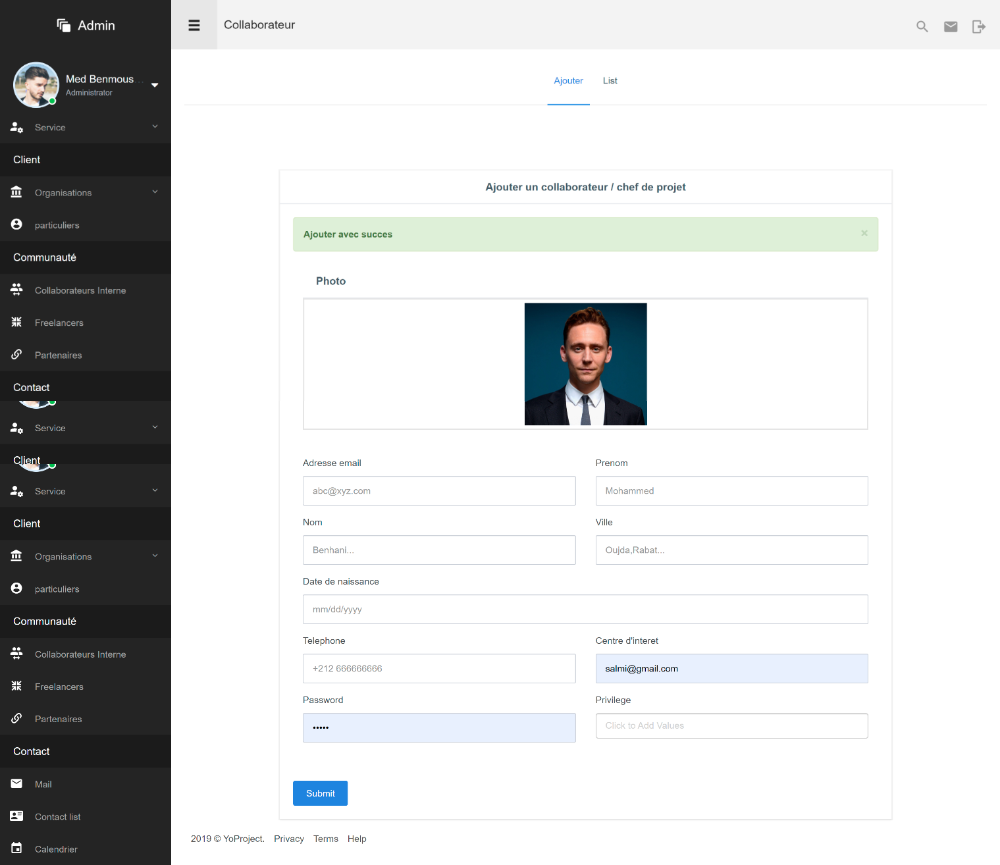 Admin
Med Benmous...
Administrator
Service
Client
Organisations
particuliers
Communauté
Collaborateurs Interne
Freelancers
Partenaires
Contact
Service
Client
Service
Client
Organisations
particuliers
Communauté
Collaborateurs Interne
Freelancers
Partenaires
Contact
Mail
Contact list
Calendrier
Collaborateur
Ajouter List
Ajouter un collaborateur / chef de projet
Ajouter avec succes ×
Photo
Adresse email Prenom
abc@xyz.com Mohammed
Nom Ville
Benhani... Oujda,Rabat...
Date de naissance
mm/dd/yyyy
Telephone Centre d'interet
+212 666666666 salmi@gmail.com
Password Privilege
••••• Click to Add Values
Submit
2019 © YoProject. Privacy Terms Help